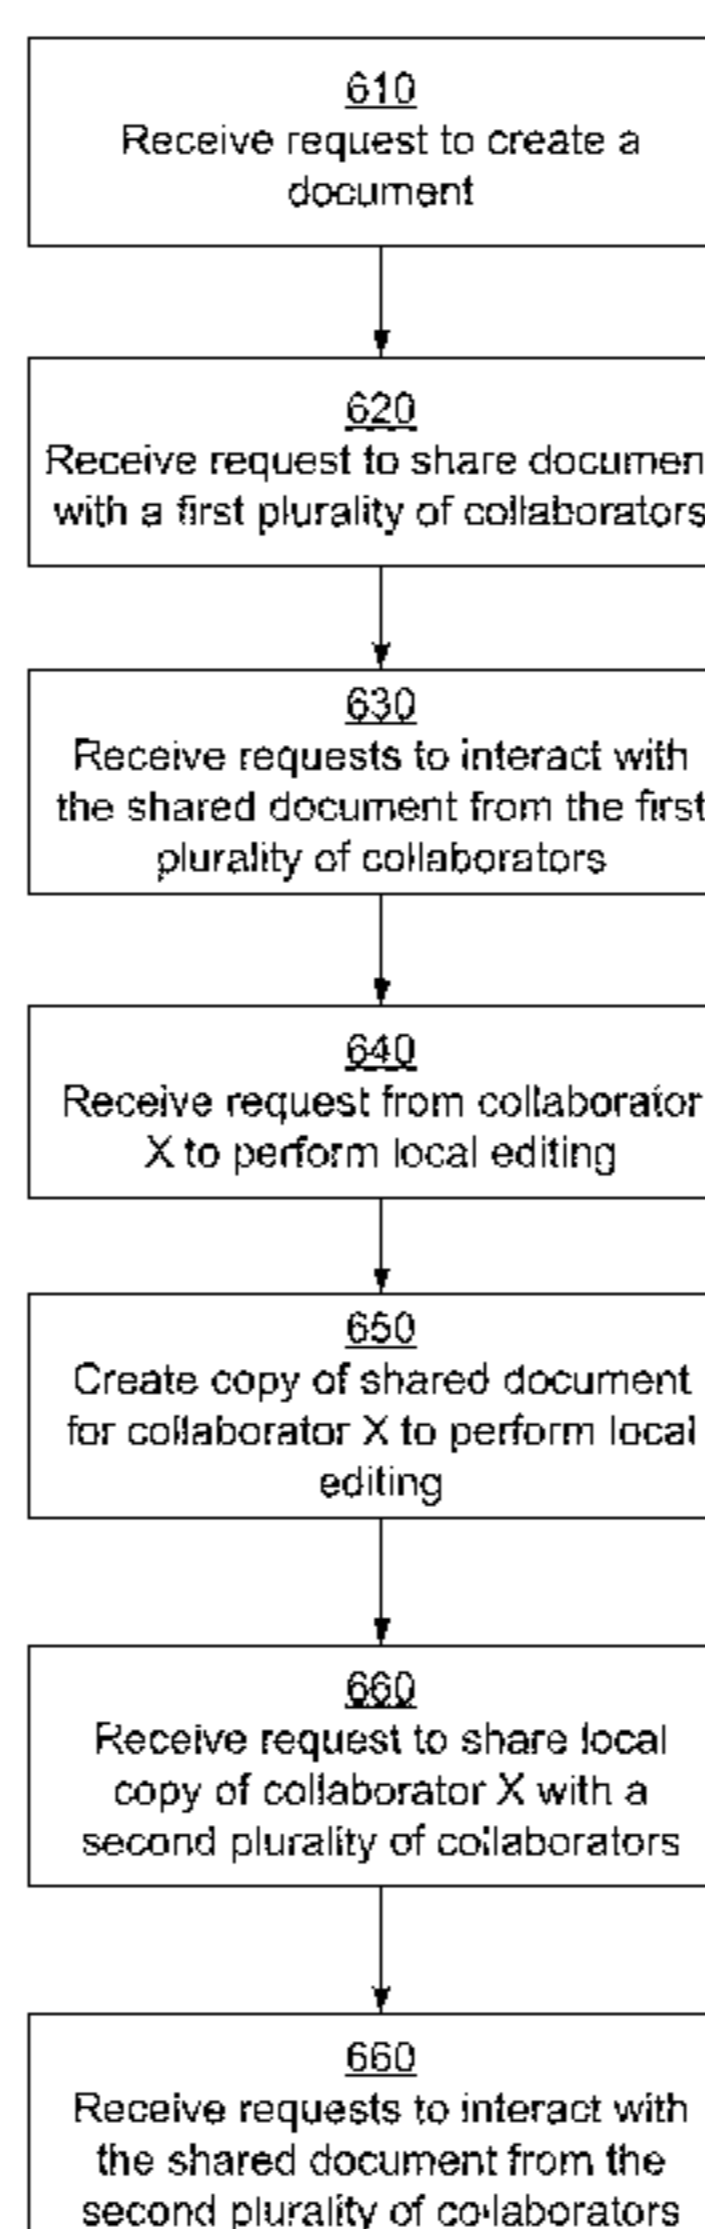 610
Receive request to create a
document
620
Receive request to share documen
with a first plurality of collaborators
630
Receive requests to interact with
the shared document from the first
plurality of collaborators
640
Receive request from collaborator
X to perform local editing
650
Create copy of shared document
for collaborator X to perform local
editing
660
Receive request to share local
copy of collaborator X with a
second plurality of collaborators
660
Receive requests to interact with
the shared document from the
second plurality of collaborators